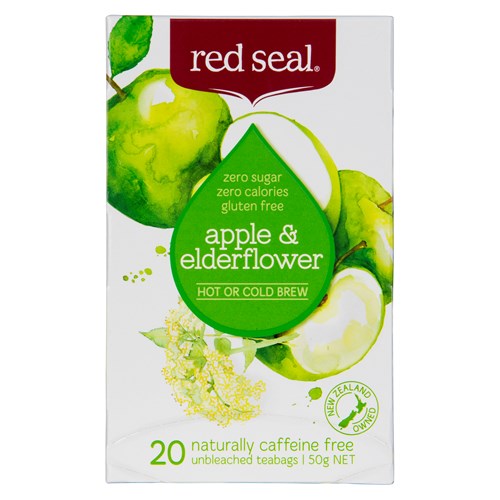 red seal®
zero sugar
zero calories
gluten free
apple &
elderflower
HOT OR COLD BREW
NEW ZEALAND
OWNED
20 naturally caffeine free
unbleached teabags | 50g NET